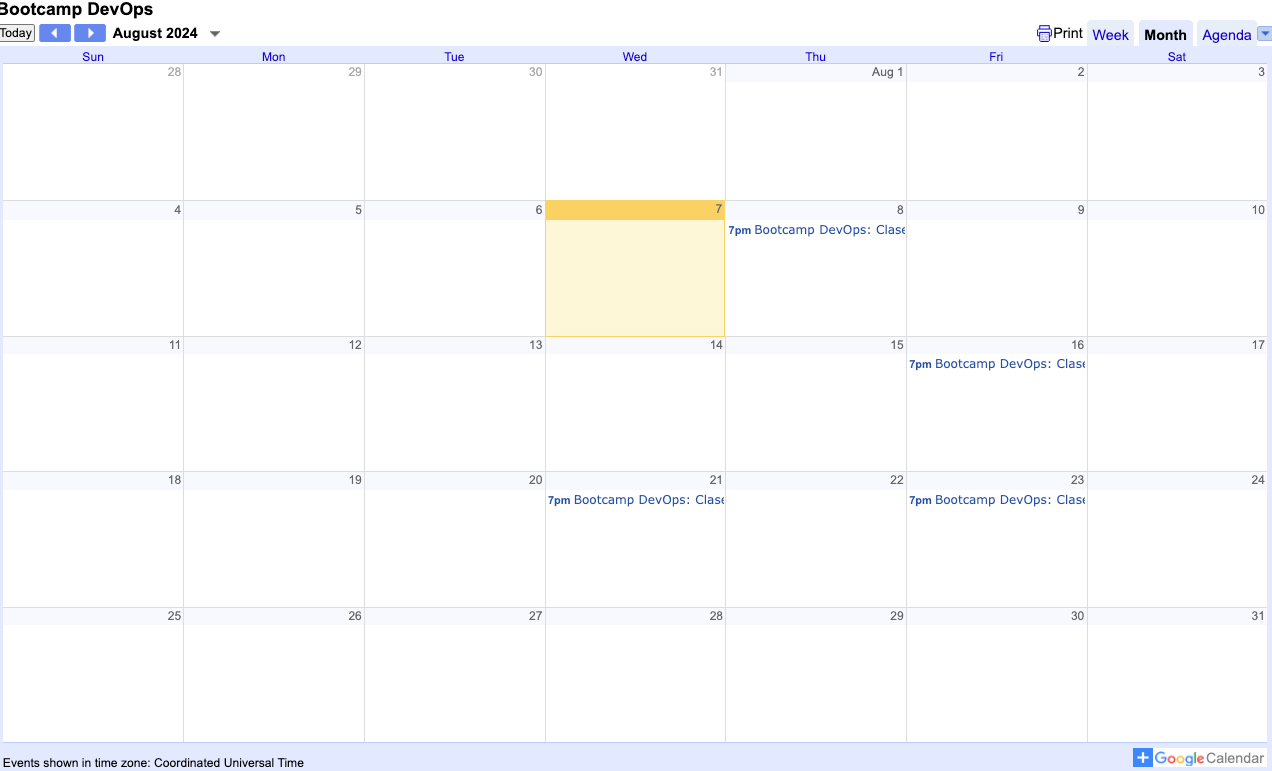 Bootcamp DevOps
Today August 2024 Print Week Month Agenda
Sun Mon Tue Wed Thu Fri Sat
28 29 30 31 Aug 1 2 3
4 5 6 7 8 9 10
7pm Bootcamp DevOps: Clase
11 12 13 14 15 16 17
7pm Bootcamp DevOps: Clase
18 19 20 21 22 23 24
7pm Bootcamp DevOps: Clase 7pm Bootcamp DevOps: Clase
25 26 27 28 29 30 31
Events shown in time zone: Coordinated Universal Time
+ Google Calendar